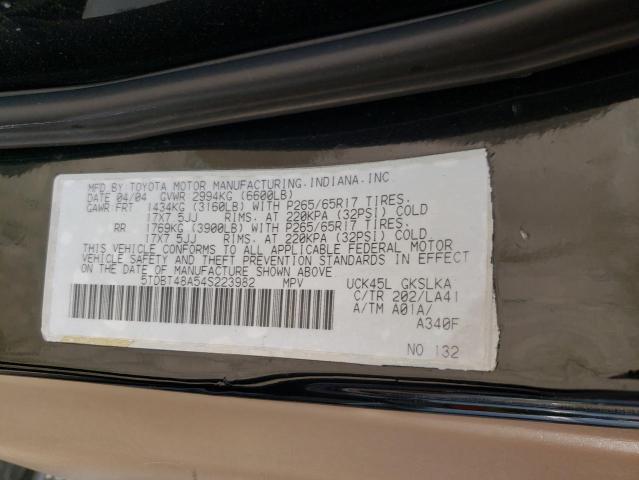 MFD.BY:TOYOTA MOTOR MANUFACTURING.INDIANA.INC
DATE 04/04 GVWR 2994KG (6600LB)
GAWR:FRT 1434KG (3160LB) WITH P265/65R17 TIRES.
17X7 5JJ RIMS. AT 220KPA (32PSI) COLD
RR 1769KG (3900LB) WITH P265/65R17 TIRES.
17X7 5JJ RIMS. AT 220KPA (32PSI) COLD
THIS VEHICLE CONFORMS TO ALL APPLICABLE FEDERAL MOTOR
VEHICLE SAFETY AND THEFT PREVENTION STANDARDS IN EFFECT
ON THE DATE OF MANUFACTURE SHOWN ABOVE
5TDBT48A54S223982 MPV UCK45L GKSLKA
C/TR 202/LA41
A/TM A01A/
A340F
NO 132